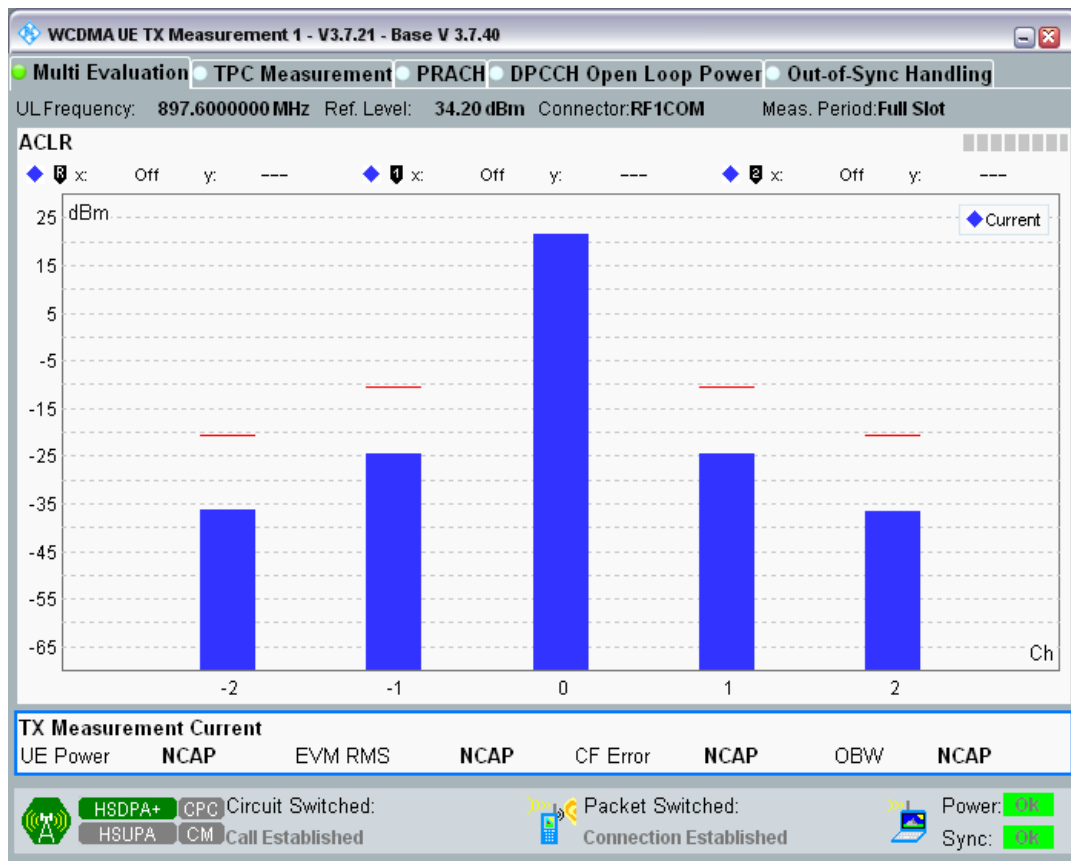 WCDMA UE TX Measurement 1 - V3.7.21 - Base V 3.7.40
Multi Evaluation TPC Measurement PRACH DPCCH Open Loop Power Out-of-Sync Handling
UL Frequency: 897.6000000 MHz Ref. Level: 34.20 dBm Connector:RF1COM Meas. Period:Full Slot
ACLR
R x: Off y: --- 1 x: Off y: --- 2 x: Off y: ---
dBm
Current
25
15
5
-5
-15
-25
-35
-45
-55
-65
Ch
-2 -1 0 1 2
TX Measurement Current
UE Power NCAP EVM RMS NCAP CF Error NCAP OBW NCAP
HSDPA+ CPC Circuit Switched: Packet Switched: Power: OK
HSUPA CM Call Established Connection Established Sync: OK